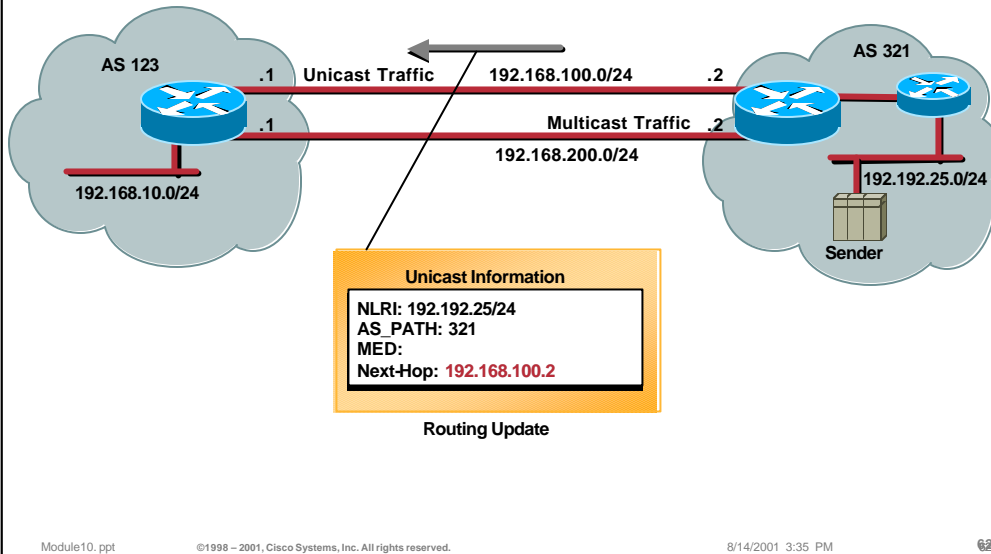 AS 123
AS 321
.1 Unicast Traffic 192.168.100.0/24 .2
.1 Multicast Traffic .2
192.168.200.0/24
192.168.10.0/24
192.192.25.0/24
Sender
Unicast Information
NLRI: 192.192.25/24
AS_PATH: 321
MED:
Next-Hop: 192.168.100.2
Routing Update
Module10. ppt ©1998 – 2001, Cisco Systems, Inc. All rights reserved. 8/14/2001 3:35 PM